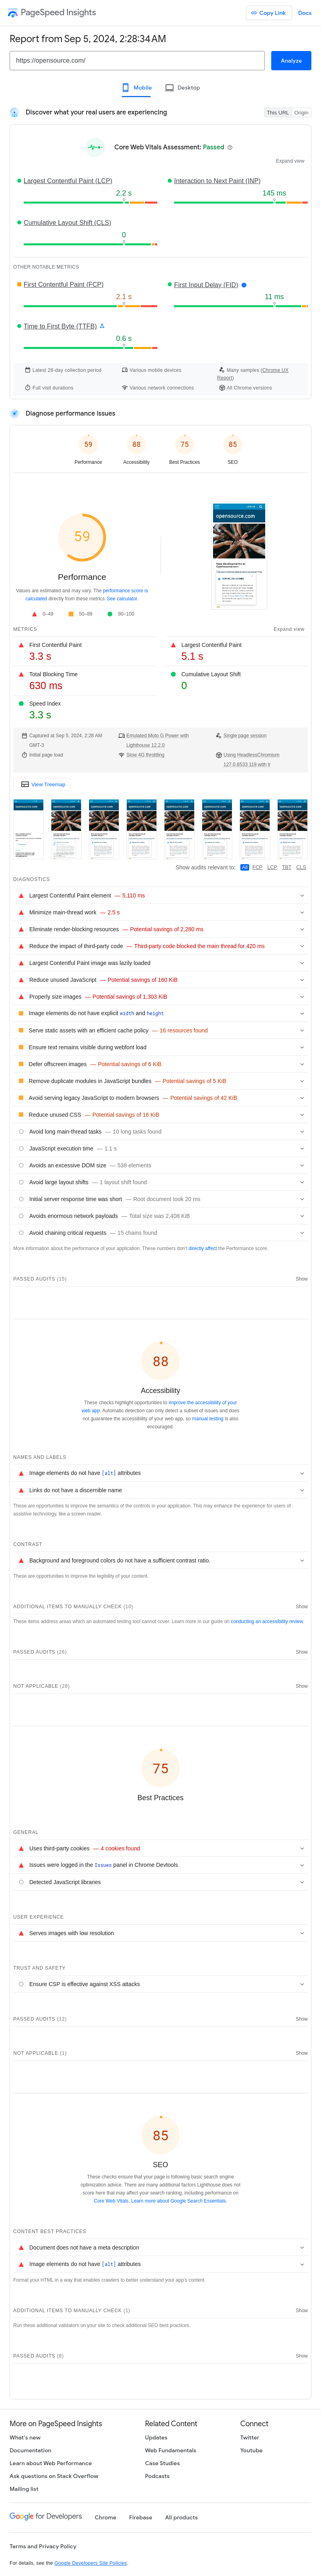 PageSpeed Insights
Copy Link
Docs
Report from Sep 5, 2024, 2:28:34 AM
https://opensource.com/
Analyze
Mobile
Desktop
Discover what your real users are experiencing
This URL
Origin
Core Web Vitals Assessment: Passed
Expand view
Largest Contentful Paint (LCP)
2.2 s
Interaction to Next Paint (INP)
145 ms
Cumulative Layout Shift (CLS)
0
OTHER NOTABLE METRICS
First Contentful Paint (FCP)
2.1 s
First Input Delay (FID)
11 ms
Time to First Byte (TTFB)
0.6 s
Latest 28-day collection period
Various mobile devices
Many samples (Chrome UX Report)
Full visit durations
Various network connections
All Chrome versions
Diagnose performance issues
59
88
75
85
Performance
Accessibility
Best Practices
SEO
59
Performance
Values are estimated and may vary. The performance score is
calculated directly from these metrics. See calculator.
0–49
50–89
90–100
opensource.com
METRICS
Expand view
First Contentful Paint
3.3 s
Largest Contentful Paint
5.1 s
Total Blocking Time
630 ms
Cumulative Layout Shift
0
Speed Index
3.3 s
Captured at Sep 5, 2024, 2:28 AM GMT-3
Emulated Moto G Power with Lighthouse 12.2.0
Single page session
Initial page load
Slow 4G throttling
Using HeadlessChromium 127.0.6533.119 with lr
View Treemap
Show audits relevant to:
All
FCP
LCP
TBT
CLS
DIAGNOSTICS
Largest Contentful Paint element — 5,110 ms
Minimize main-thread work — 2.5 s
Eliminate render-blocking resources — Potential savings of 2,280 ms
Reduce the impact of third-party code — Third-party code blocked the main thread for 420 ms
Largest Contentful Paint image was lazily loaded
Reduce unused JavaScript — Potential savings of 160 KiB
Properly size images — Potential savings of 1,303 KiB
Image elements do not have explicit width and height
Serve static assets with an efficient cache policy — 16 resources found
Ensure text remains visible during webfont load
Defer offscreen images — Potential savings of 6 KiB
Remove duplicate modules in JavaScript bundles — Potential savings of 5 KiB
Avoid serving legacy JavaScript to modern browsers — Potential savings of 42 KiB
Reduce unused CSS — Potential savings of 16 KiB
Avoid long main-thread tasks — 10 long tasks found
JavaScript execution time — 1.1 s
Avoids an excessive DOM size — 538 elements
Avoid large layout shifts — 1 layout shift found
Initial server response time was short — Root document took 20 ms
Avoids enormous network payloads — Total size was 2,408 KiB
Avoid chaining critical requests — 15 chains found
More information about the performance of your application. These numbers don't directly affect the Performance score.
PASSED AUDITS (15)
Show
88
Accessibility
These checks highlight opportunities to improve the accessibility of your
web app. Automatic detection can only detect a subset of issues and does
not guarantee the accessibility of your web app, so manual testing is also
encouraged.
NAMES AND LABELS
Image elements do not have [alt] attributes
Links do not have a discernible name
These are opportunities to improve the semantics of the controls in your application. This may enhance the experience for users of
assistive technology, like a screen reader.
CONTRAST
Background and foreground colors do not have a sufficient contrast ratio.
These are opportunities to improve the legibility of your content.
ADDITIONAL ITEMS TO MANUALLY CHECK (10)
Show
These items address areas which an automated testing tool cannot cover. Learn more in our guide on conducting an accessibility review.
PASSED AUDITS (26)
Show
NOT APPLICABLE (28)
Show
75
Best Practices
GENERAL
Uses third-party cookies — 4 cookies found
Issues were logged in the Issues panel in Chrome Devtools
Detected JavaScript libraries
USER EXPERIENCE
Serves images with low resolution
TRUST AND SAFETY
Ensure CSP is effective against XSS attacks
PASSED AUDITS (12)
Show
NOT APPLICABLE (1)
Show
85
SEO
These checks ensure that your page is following basic search engine
optimization advice. There are many additional factors Lighthouse does not
score here that may affect your search ranking, including performance on
Core Web Vitals. Learn more about Google Search Essentials.
CONTENT BEST PRACTICES
Document does not have a meta description
Image elements do not have [alt] attributes
Format your HTML in a way that enables crawlers to better understand your app's content.
ADDITIONAL ITEMS TO MANUALLY CHECK (1)
Show
Run these additional validators on your site to check additional SEO best practices.
PASSED AUDITS (8)
Show
More on PageSpeed Insights
What's new
Documentation
Learn about Web Performance
Ask questions on Stack Overflow
Mailing list
Related Content
Updates
Web Fundamentals
Case Studies
Podcasts
Connect
Twitter
Youtube
Google for Developers
Chrome
Firebase
All products
Terms and Privacy Policy
For details, see the Google Developers Site Policies.